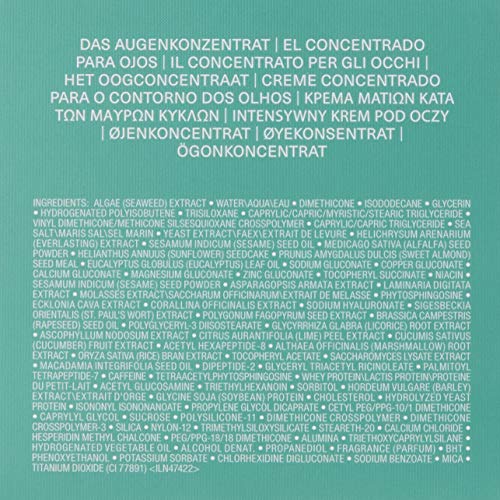 DAS AUGENKONZENTRAT | EL CONCENTRADO
PARA OJOS | IL CONCENTRATO PER GLI OCCHI |
HET OOGCONCENTRAAT | CREME CONCENTRADO
PARA O CONTORNO DOS OLHOS | ΚΡΕΜΑ ΜΑΤΙΩΝ ΚΑΤΑ
ΤΩΝ ΜΑΥΡΩΝ ΚΥΚΛΩΝ | INTENSYWNY KREM POD OCZY
| ØJENKONCENTRAT | ØYEKONSENTRAT |
ÖGONKONCENTRAT
INGREDIENTS: ALGAE (SEAWEED) EXTRACT • WATER\AQUA\EAU • DIMETHICONE • ISODODECANE • GLYCERIN
• HYDROGENATED POLYISOBUTENE • TRISILOXANE • CAPRYLIC/CAPRIC/MYRISTIC/STEARIC TRIGLYCERIDE •
VINYL DIMETHICONE/METHICONE SILSESQUIOXANE CROSSPOLYMER • CAPRYLIC/CAPRIC TRIGLYCERIDE • SEA
SALT\MARIS SAL\SEL MARIN • YEAST EXTRACT\FAEX\EXTRAIT DE LEVURE • HELICHRYSUM ARENARIUM
(EVERLASTING) EXTRACT • SESAMUM INDICUM (SESAME) SEED OIL • MEDICAGO SATIVA (ALFALFA) SEED
POWDER • HELIANTHUS ANNUUS (SUNFLOWER) SEEDCAKE • PRUNUS AMYGDALUS DULCIS (SWEET ALMOND)
SEED MEAL • EUCALYPTUS GLOBULUS (EUCALYPTUS) LEAF OIL • SODIUM GLUCONATE • COPPER GLUCONATE •
CALCIUM GLUCONATE • MAGNESIUM GLUCONATE • ZINC GLUCONATE • TOCOPHERYL SUCCINATE • NIACIN •
SESAMUM INDICUM (SESAME) SEED POWDER • ASPARAGOPSIS ARMATA EXTRACT • LAMINARIA DIGITATA
EXTRACT • MOLASSES EXTRACT\SACCHARUM OFFICINARUM\EXTRAIT DE MELASSE • PHYTOSPHINGOSINE •
ECKLONIA CAVA EXTRACT • CORALLINA OFFICINALIS EXTRACT • SODIUM HYALURONATE • SIGESBECKIA
ORIENTALIS (ST. PAUL'S WORT) EXTRACT • POLYGONUM FAGOPYRUM SEED EXTRACT • BRASSICA CAMPESTRIS
(RAPESEED) SEED OIL • POLYGLYCERYL-3 DIISOSTEARATE • GLYCYRRHIZA GLABRA (LICORICE) ROOT EXTRACT
• ASCOPHYLLUM NODOSUM EXTRACT • CITRUS AURANTIFOLIA (LIME) PEEL EXTRACT • CUCUMIS SATIVUS
(CUCUMBER) FRUIT EXTRACT • ACETYL HEXAPEPTIDE-8 • ALTHAEA OFFICINALIS (MARSHMALLOW) ROOT
EXTRACT • ORYZA SATIVA (RICE) BRAN EXTRACT • TOCOPHERYL ACETATE • SACCHAROMYCES LYSATE EXTRACT
• MACADAMIA INTEGRIFOLIA SEED OIL • DIPEPTIDE-2 • GLYCERYL TRIACETYL RICINOLEATE • PALMITOYL
TETRAPEPTIDE-7 • CAFFEINE • TETRAACETYLPHYTOSPHINGOSINE • WHEY PROTEIN\LACTIS PROTEIN\PROTÉINE
DU PETIT-LAIT • ACETYL GLUCOSAMINE • TRIETHYLHEXANOIN • SORBITOL • HORDEUM VULGARE (BARLEY)
EXTRACT\EXTRAIT D'ORGE • GLYCINE SOJA (SOYBEAN) PROTEIN • CHOLESTEROL • HYDROLYZED YEAST
PROTEIN • ISONONYL ISONONANOATE • PROPYLENE GLYCOL DICAPRATE • CETYL PEG/PPG-10/1 DIMETHICONE
• CAPRYLYL GLYCOL • SUCROSE • POLYSILICONE-11 • DIMETHICONE CROSSPOLYMER • DIMETHICONE
CROSSPOLYMER-3 • SILICA • NYLON-12 • TRIMETHYLSILOXYSILICATE • STEARETH-20 • CALCIUM CHLORIDE •
HESPERIDIN METHYL CHALCONE • PEG/PPG-18/18 DIMETHICONE • ALUMINA • TRIETHOXYCAPRYLYLSILANE •
HYDROGENATED VEGETABLE OIL • ALCOHOL DENAT. • PROPANEDIOL • FRAGRANCE (PARFUM) • BHT •
PHENOXYETHANOL • POTASSIUM SORBATE • CHLORHEXIDINE DIGLUCONATE • SODIUM BENZOATE • MICA •
TITANIUM DIOXIDE (CI 77891) <ILN47422>